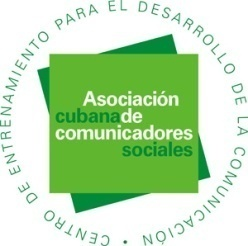 CENTRO DE ENTRENAMIENTO PARA EL DESARROLLO DE LA COMUNICACIÓN •
Asociación
cubana de
comunicadores
sociales